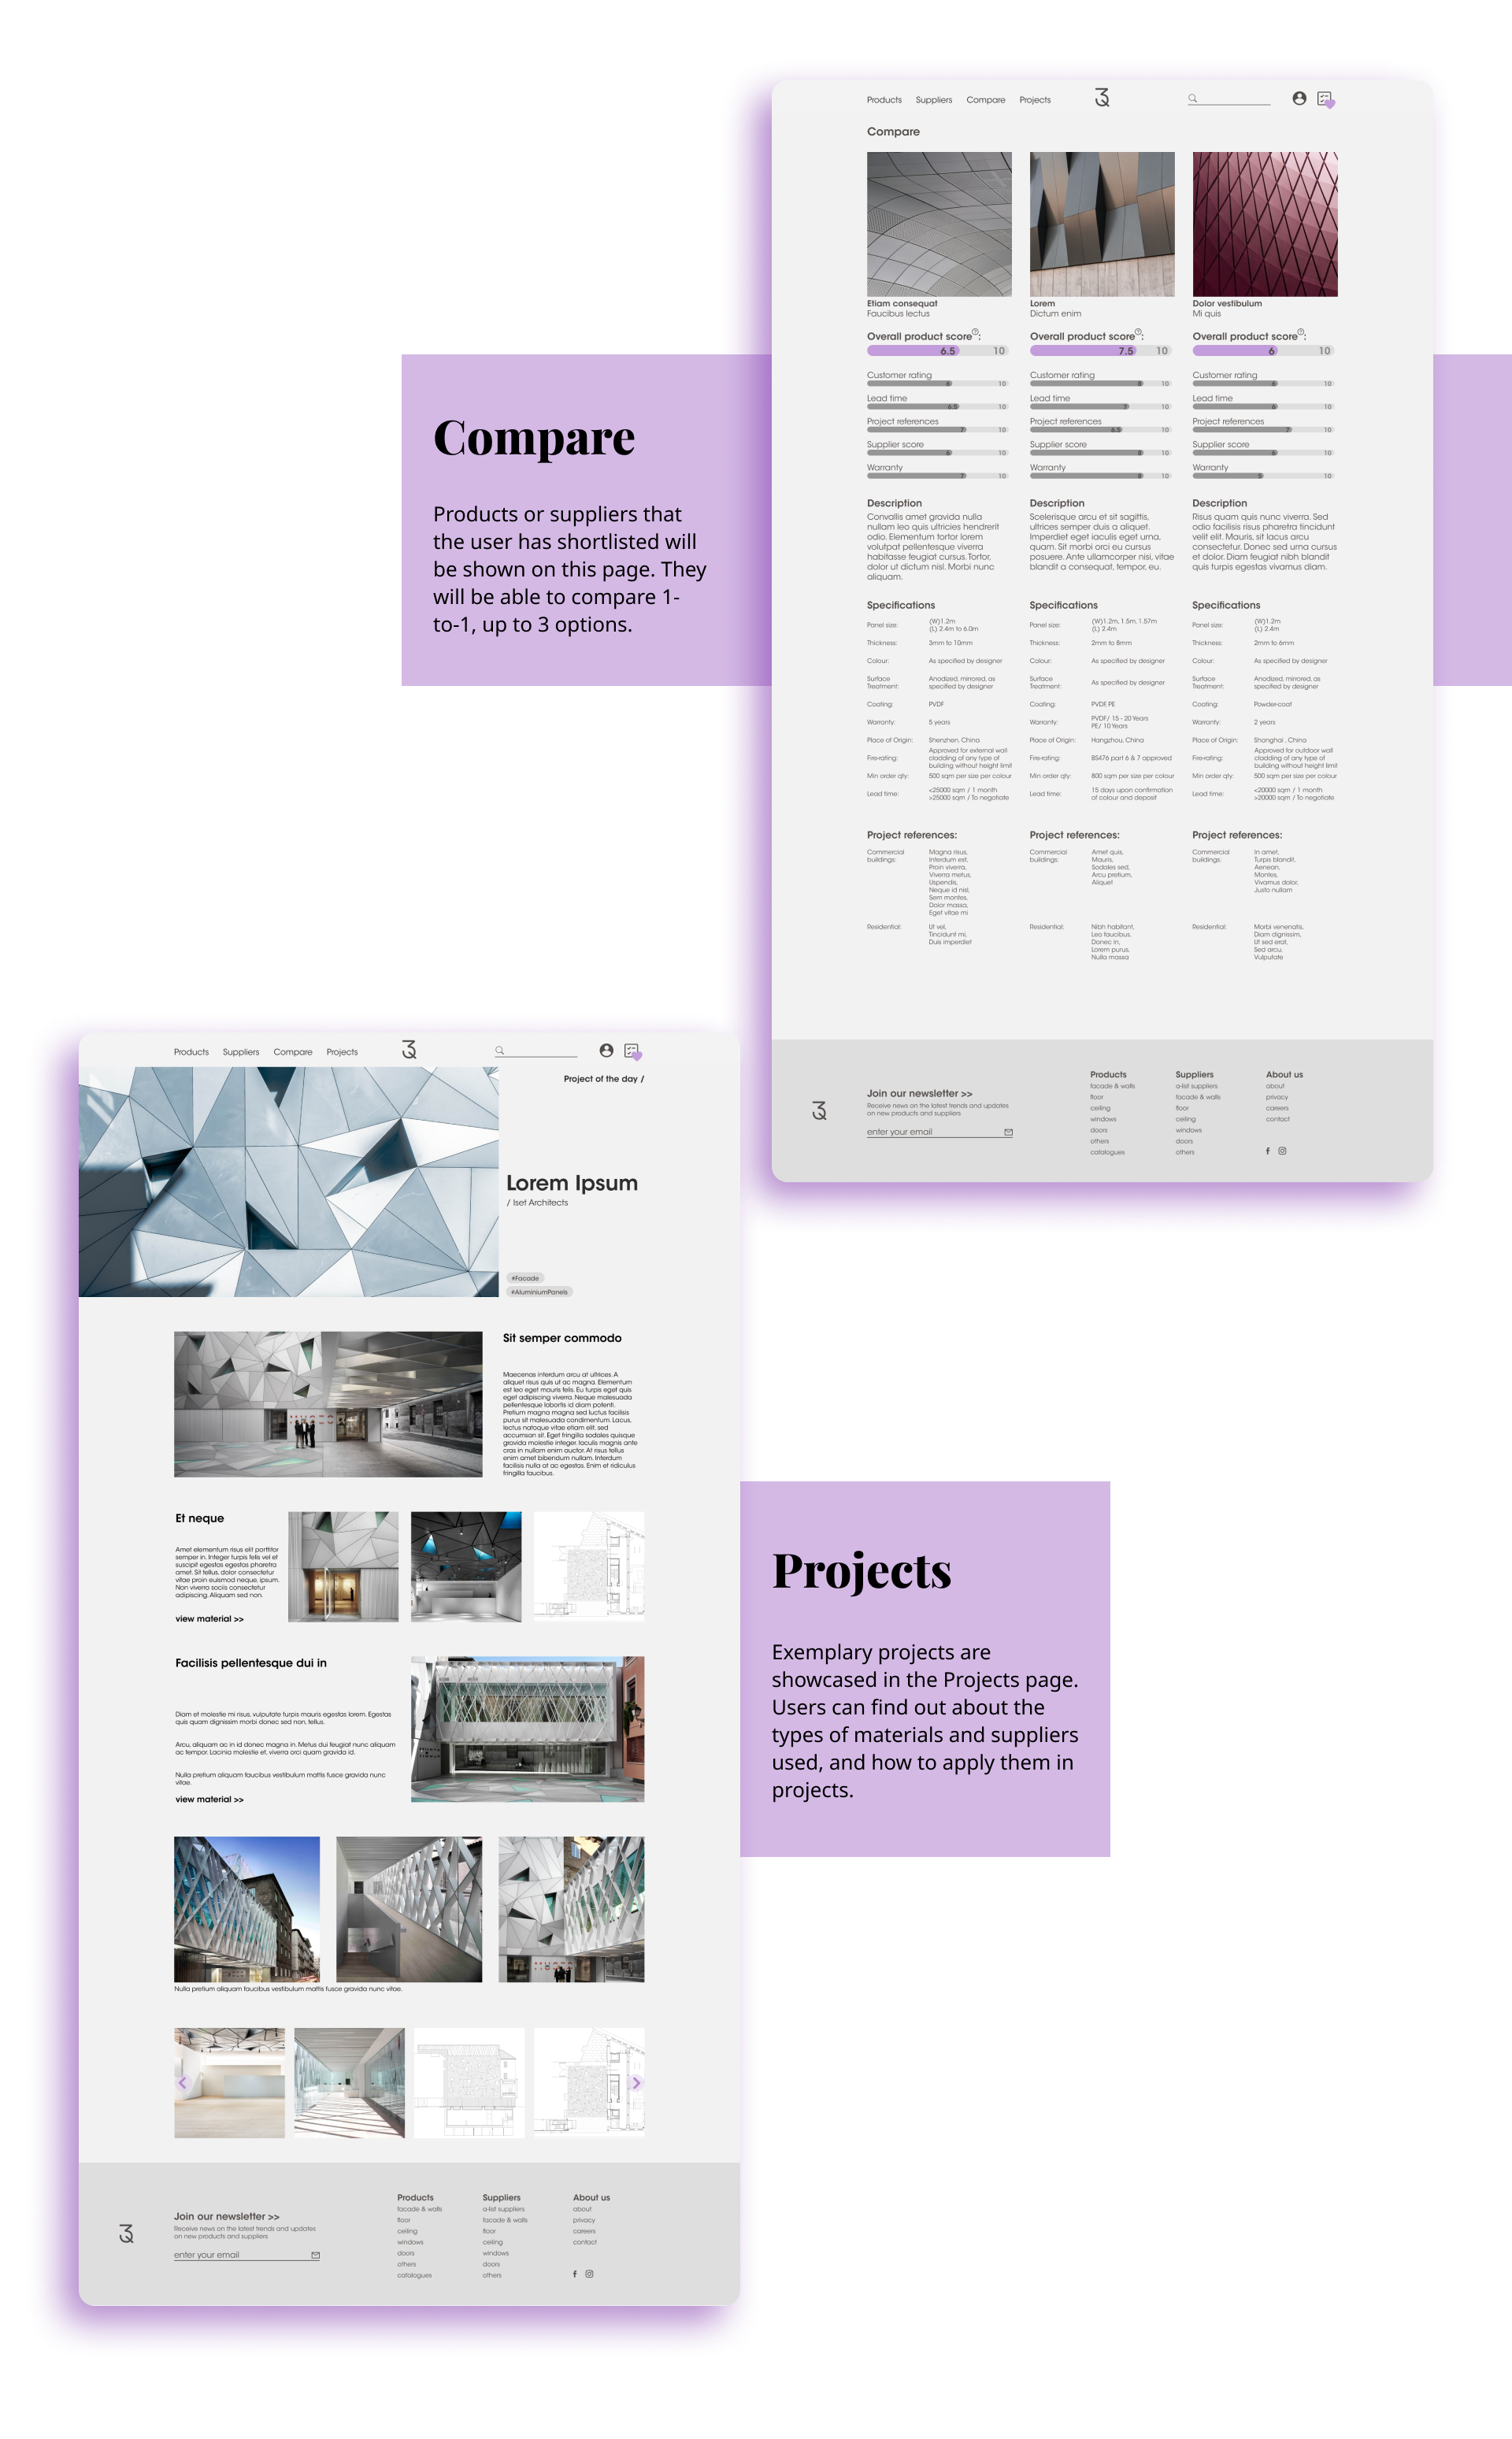 Products Suppliers Compare Projects
Compare
Etiam consequat
Faucibus lectus
Overall product score?:
6.5 10
Customer rating
6 10
Lead time
6.5 10
Project references
7 10
Supplier score
6 10
Warranty
7 10
Description
Convallis amet gravida nulla
nullam leo quis ultricies hendrerit
odio. Elementum tortor lorem
volutpat pellentesque viverra
habitasse feugiat cursus. Tortor,
dolor ut dictum nisl. Morbi nunc
aliquam.
Specifications
Panel size: (W)1.2m
(L) 2.4m to 6.0m
Thickness: 3mm to 10mm
Colour: As specified by designer
Surface Treatment: Anodized, mirrored, as
specified by designer
Coating: PVDF
Warranty: 5 years
Place of Origin: Shenzhen, China
Fire-rating: Approved for external wall
cladding of any type of
building without height limit
Min order qty: 500 sqm per size per colour
Lead time: <25000 sqm / 1 month
>25000 sqm / To negotiate
Project references:
Commercial buildings: Magna risus,
Interdum est,
Proin viverra,
Viverra metus,
Uspendis,
Neque id nisl,
Sem montes,
Dolor massa,
Eget vitae mi
Residential: Ut vel,
Tincidunt mi,
Duis imperdiet
Lorem
Dictum enim
Overall product score?:
7.5 10
Customer rating
8 10
Lead time
7 10
Project references
6.5 10
Supplier score
8 10
Warranty
8 10
Description
Scelerisque arcu et sit sagittis,
ultrices semper duis a aliquet.
Imperdiet eget iaculis eget urna,
quam. Sit morbi orci eu cursus
posuere. Ante ullamcorper nisi, vitae
blandit a consequat, tempor, eu.
Specifications
Panel size: (W)1.2m, 1.5m, 1.57m
(L) 2.4m
Thickness: 2mm to 8mm
Colour: As specified by designer
Surface Treatment: As specified by designer
Coating: PVDF, PE
Warranty: PVDF/ 15 - 20 Years
PE/ 10 Years
Place of Origin: Hangzhou, China
Fire-rating: BS476 part 6 & 7 approved
Min order qty: 800 sqm per size per colour
Lead time: 15 days upon confirmation
of colour and deposit
Project references:
Commercial buildings: Amet quis,
Mauris,
Sodales sed,
Arcu pretium,
Aliquet
Residential: Nibh habitant,
Leo faucibus,
Donec in,
Lorem purus,
Nulla massa
Dolor vestibulum
Mi quis
Overall product score?:
6 10
Customer rating
6 10
Lead time
6 10
Project references
7 10
Supplier score
6 10
Warranty
5 10
Description
Risus quam quis nunc viverra. Sed
odio facilisis risus pharetra tincidunt
velit elit. Mauris, sit lacus arcu
consectetur. Donec sed urna cursus
et dolor. Diam feugiat nibh blandit
quis turpis egestas vivamus diam.
Specifications
Panel size: (W)1.2m
(L) 2.4m
Thickness: 2mm to 6mm
Colour: As specified by designer
Surface Treatment: Anodized, mirrored, as
specified by designer
Coating: Powder-coat
Warranty: 2 years
Place of Origin: Shanghai , China
Fire-rating: Approved for outdoor wall
cladding of any type of
building without height limit
Min order qty: 500 sqm per size per colour
Lead time: <20000 sqm / 1 month
>20000 sqm / To negotiate
Project references:
Commercial buildings: In amet,
Turpis blandit,
Aenean,
Montes,
Vivamus dolor,
Justo nullam
Residential: Morbi venenatis,
Diam dignissim,
Ut sed erat,
Sed arcu,
Vulputate
Join our newsletter >>
Receive news on the latest trends and updates
on new products and suppliers
enter your email
Products
facade & walls
floor
ceiling
windows
doors
others
catalogues
Suppliers
a-list suppliers
facade & walls
floor
ceiling
windows
doors
others
About us
about
privacy
careers
contact
Compare
Products or suppliers that
the user has shortlisted will
be shown on this page. They
will be able to compare 1-
to-1, up to 3 options.
Products Suppliers Compare Projects
Project of the day /
Lorem Ipsum
/ Iset Architects
#Facade
#AluminiumPanels
Sit semper commodo
Maecenas interdum arcu at ultrices. A
aliquet risus quis ut ac magna. Elementum
est leo eget mauris felis. Eu turpis eget quis
eget adipiscing viverra. Neque malesuada
pellentesque lobortis id diam potenti.
Pretium magna magna sed luctus facilisis
purus sit malesuada condimentum. Lacus,
lectus natoque vitae etiam elit, sed
accumsan sit. Eget fringilla sodales quisque
gravida molestie integer. Iaculis magnis ante
cras in nullam enim auctor. At risus tellus
enim amet bibendum nullam. Interdum
facilisis nulla at ac egestas. Enim et ridiculus
fringilla faucibus.
Et neque
Amet elementum risus elit porttitor
semper in. Integer turpis felis vel et
suscipit egestas egestas pharetra
amet. Sit tellus, dolor consectetur
vitae proin euismod neque, ipsum.
Non viverra sociis consectetur
adipiscing. Aliquam sed non.
view material >>
Facilisis pellentesque dui in
Diam et molestie mi risus, vulputate turpis mauris egestas lorem. Egestas
quis quam dignissim morbi donec sed non, tellus.
Arcu, aliquam ac in id donec magna in. Metus dui feugiat nunc aliquam
ac tempor. Lacinia molestie et, viverra orci quam gravida id.
Nulla pretium aliquam faucibus vestibulum mattis fusce gravida nunc
vitae.
view material >>
Nulla pretium aliquam faucibus vestibulum mattis fusce gravida nunc vitae.
Join our newsletter >>
Receive news on the latest trends and updates
on new products and suppliers
enter your email
Products
facade & walls
floor
ceiling
windows
doors
others
catalogues
Suppliers
a-list suppliers
facade & walls
floor
ceiling
windows
doors
others
About us
about
privacy
careers
contact
Projects
Exemplary projects are
showcased in the Projects page.
Users can find out about the
types of materials and suppliers
used, and how to apply them in
projects.